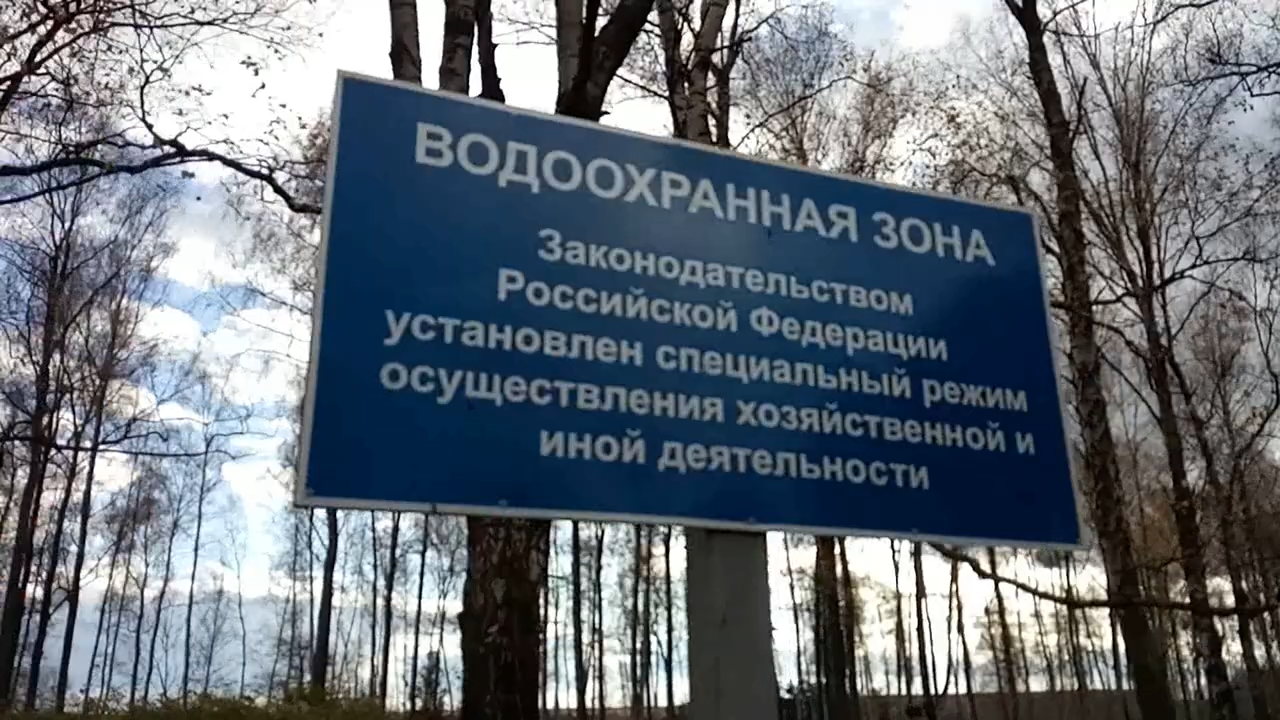 ВОДООХРАННАЯ ЗОНА
Законодательством
Российской Федерации
установлен специальный режим
осуществления хозяйственной и
иной деятельности